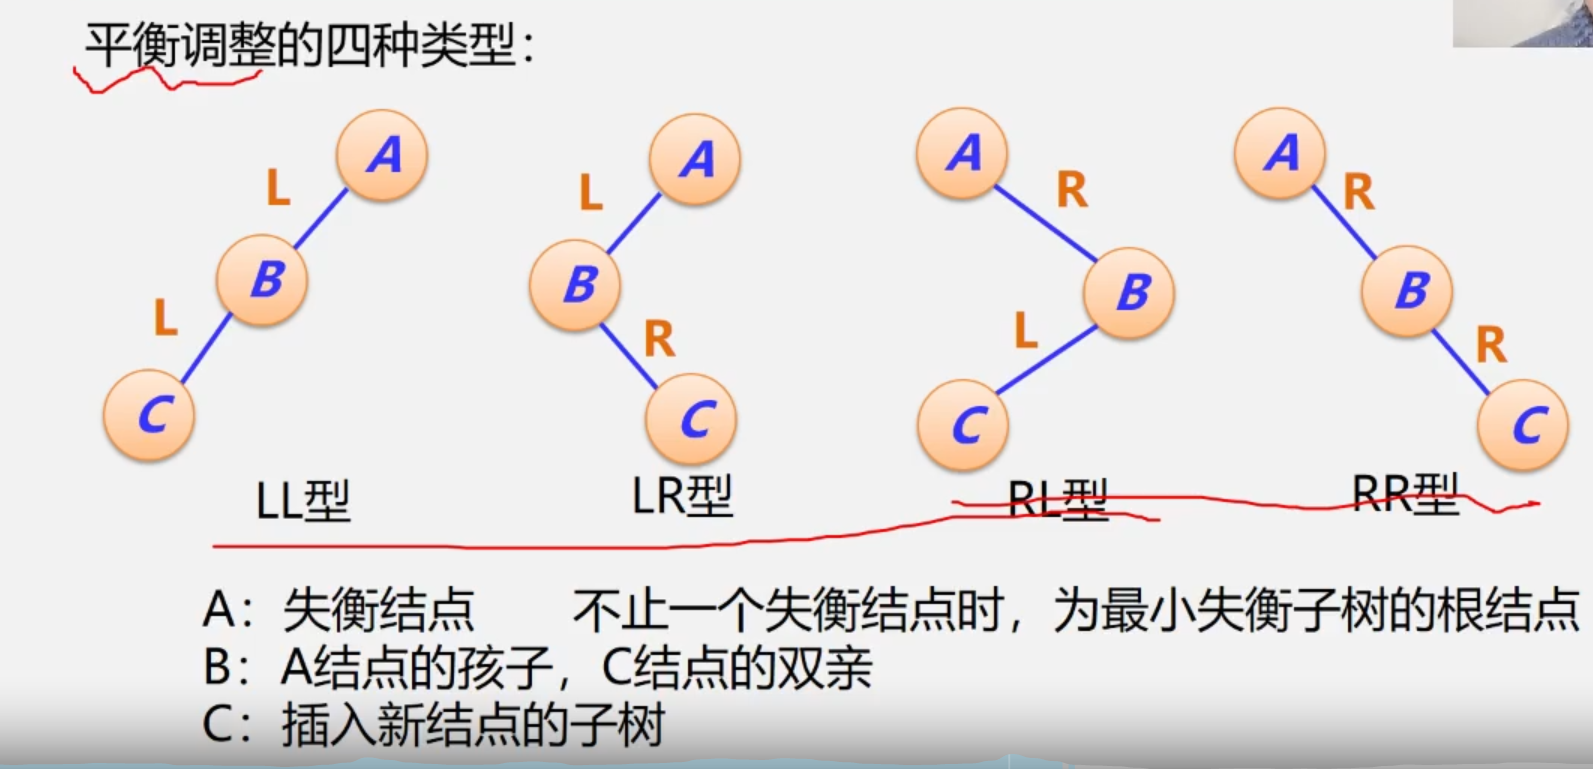 平衡调整的四种类型：
A A A A
L L R R
B B B B
L R L R
C C C C
LL型 LR型 RL型 RR型
A：失衡结点 不止一个失衡结点时，为最小失衡子树的根结点
B：A结点的孩子，C结点的双亲
C：插入新结点的子树